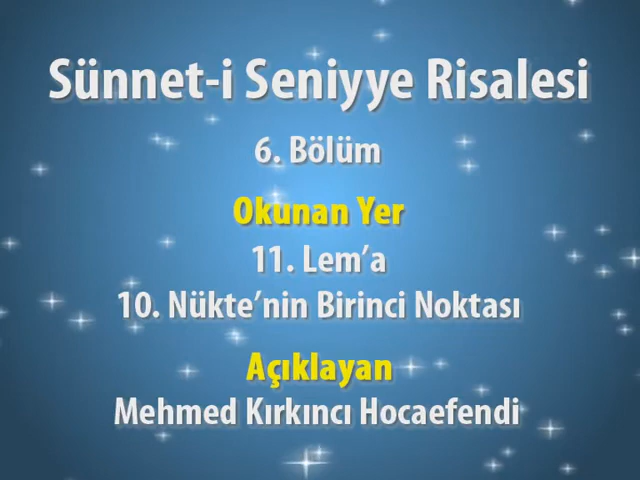 Sünnet-i Seniyye Risalesi
6. Bölüm
Okunan Yer
11. Lem'a
10. Nükte'nin Birinci Noktası
Açıklayan
Mehmed Kırkıncı Hocaefendi